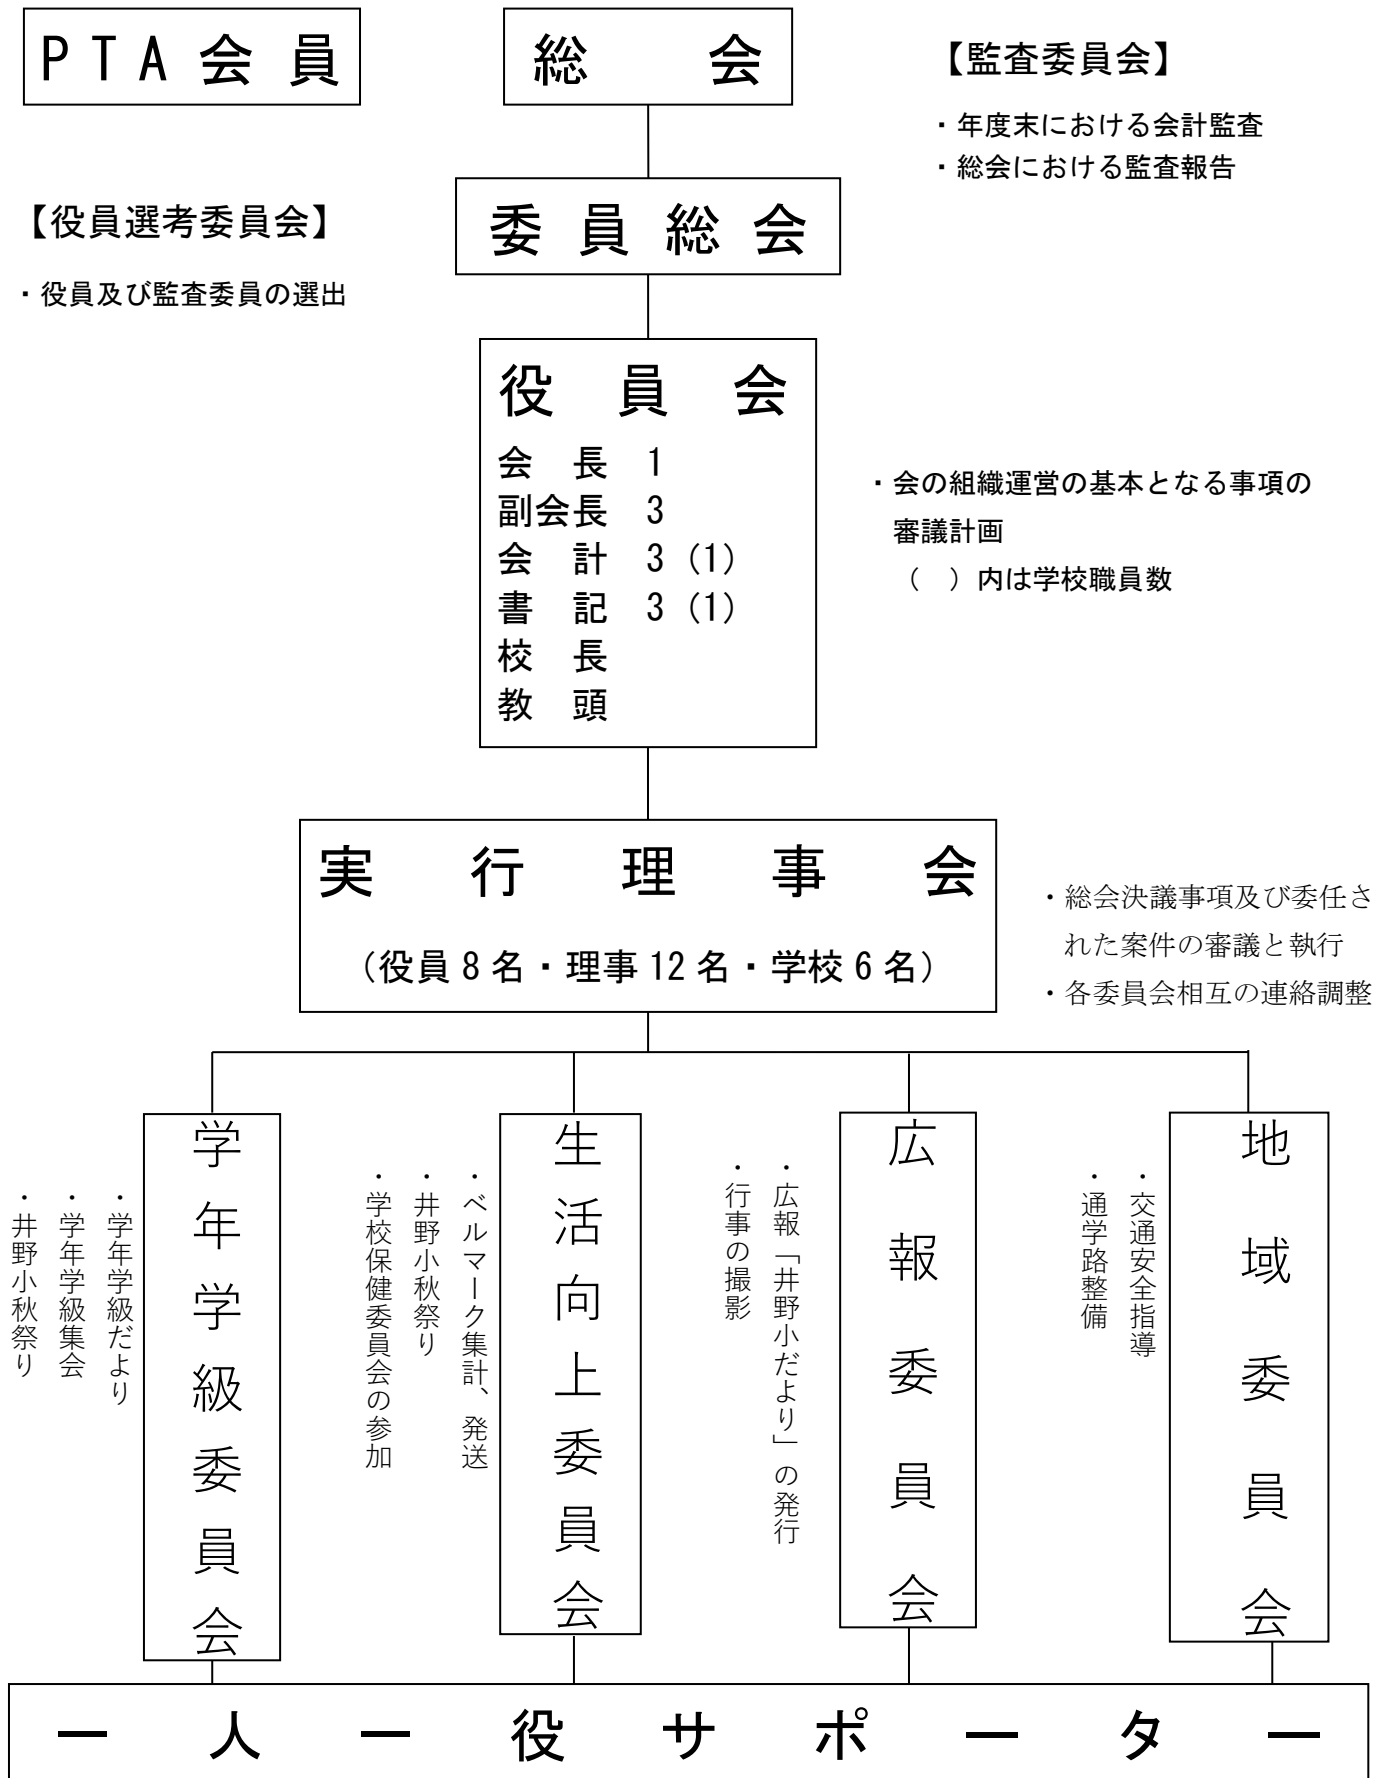 PTA会員
総会
【監査委員会】
・年度末における会計監査
・総会における監査報告
委員総会
【役員選考委員会】
・役員及び監査委員の選出
役員会
会長 1
副会長 3
会計 3 (1)
書記 3 (1)
校長
教頭
・会の組織運営の基本となる事項の
審議計画
（ ）内は学校職員数
実行理事会
（役員8名・理事12名・学校6名）
・総会決議事項及び委任さ
れた案件の審議と執行
・各委員会相互の連絡調整
学年学級委員会
・学年学級だより
・学年学級集会
・井野小秋祭り
生活向上委員会
・ベルマーク集計、発送
・井野小秋祭り
・学校保健委員会の参加
広報委員会
・広報「井野小だより」の発行
・行事の撮影
地域委員会
・交通安全指導
・通学路整備
一人一役サポーター